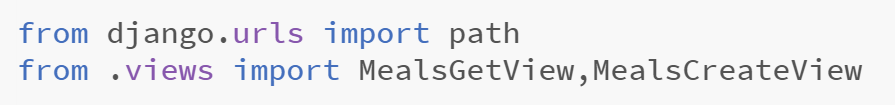 from django.urls import path
from .views import MealsGetView,MealsCreateView